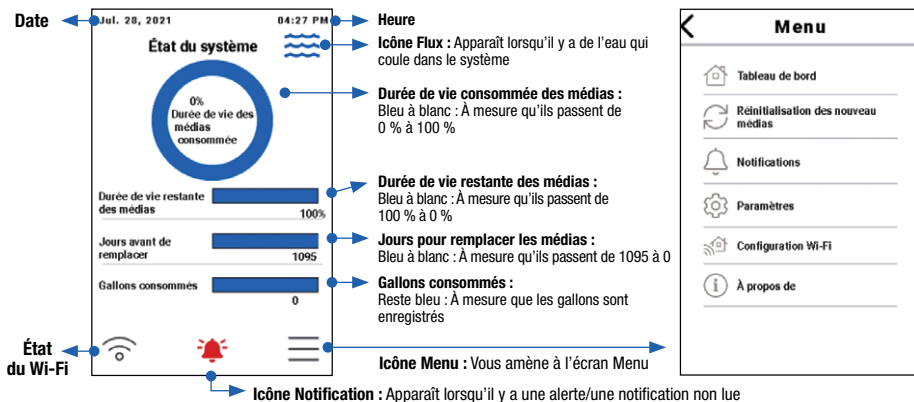 Date
Jul. 28, 2021
04:27 PM
Heure
État du système
Icône Flux : Apparaît lorsqu'il y a de l'eau qui
coule dans le système
0%
Durée de vie des
médias
consommée
Durée de vie consommée des médias :
Bleu à blanc : À mesure qu'ils passent de
0 % à 100 %
Durée de vie restante
des médias
100%
Durée de vie restante des médias :
Bleu à blanc : À mesure qu'ils passent de
100 % à 0 %
Jours avant de
remplacer
1095
Jours pour remplacer les médias :
Bleu à blanc : À mesure qu'ils passent de 1095 à 0
Gallons consommés
0
Gallons consommés :
Reste bleu : À mesure que les gallons sont
enregistrés
État
du Wi-Fi
Icône Menu : Vous amène à l'écran Menu
Icône Notification : Apparaît lorsqu'il y a une alerte/une notification non lue
Menu
Tableau de bord
Réinitialisation des nouveau
médias
Notifications
Paramètres
Configuration Wi-Fi
À propos de